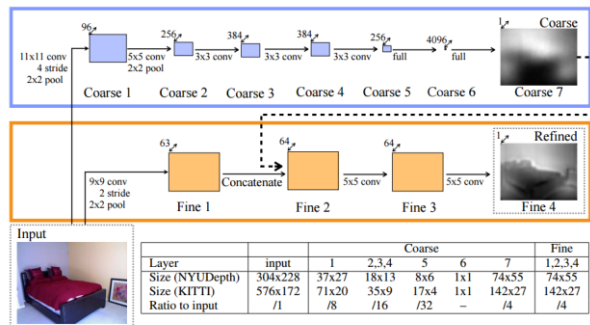 96
256
384
384
256
4096
1
Coarse
11x11 conv
4 stride
2x2 pool
5x5 conv
2x2 pool
3x3 conv
3x3 conv
3x3 conv
full
full
Coarse 1
Coarse 2
Coarse 3
Coarse 4
Coarse 5
Coarse 6
Coarse 7
63
64
64
1
Refined
9x9 conv
2 stride
2x2 pool
Concatenate
5x5 conv
5x5 conv
Fine 1
Fine 2
Fine 3
Fine 4
Input
Coarse Fine
Layer input 1 2,3,4 5 6 7 1,2,3,4
Size (NYUDepth) 304x228 37x27 18x13 8x6 1x1 74x55 74x55
Size (KITTI) 576x172 71x20 35x9 17x4 1x1 142x27 142x27
Ratio to input /1 /8 /16 /32 – /4 /4